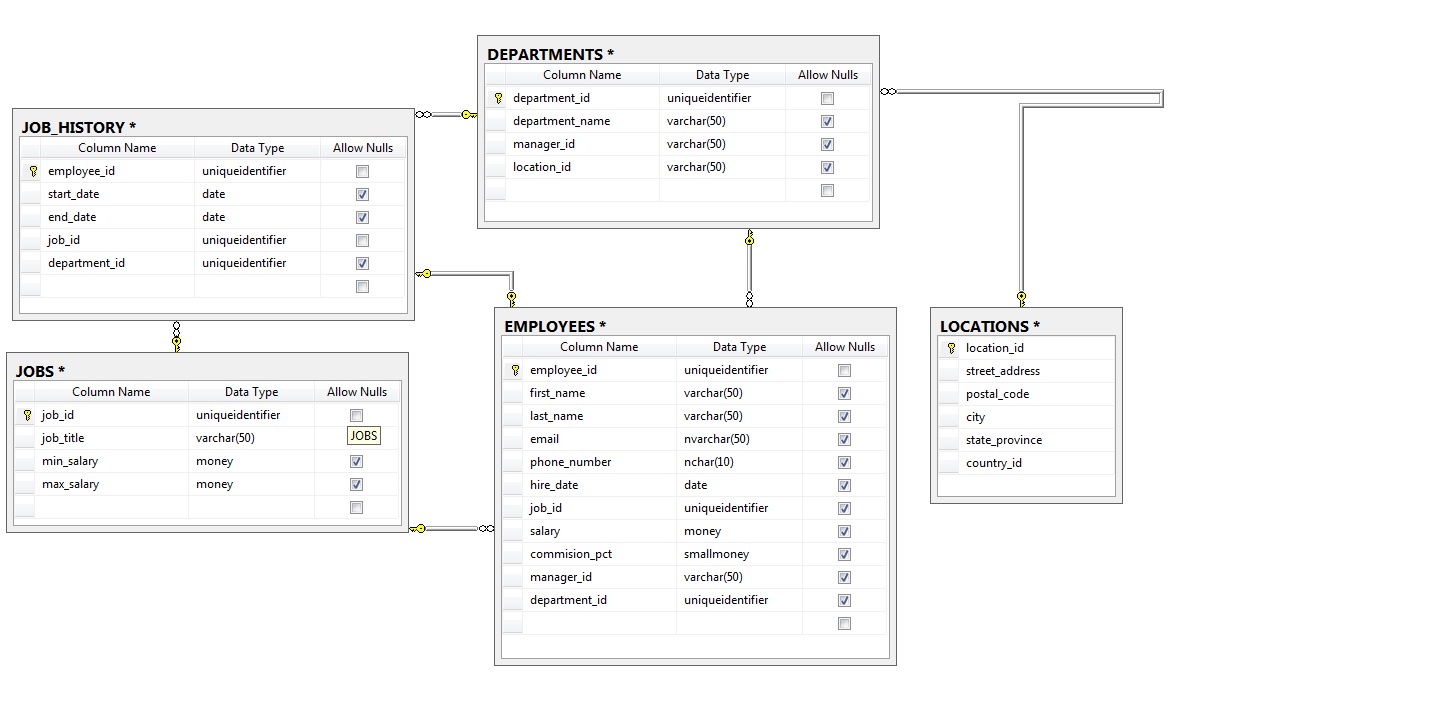 DEPARTMENTS *
Column Name Data Type Allow Nulls
department_id uniqueidentifier
department_name varchar(50)
manager_id varchar(50)
location_id varchar(50)
JOB_HISTORY *
Column Name Data Type Allow Nulls
employee_id uniqueidentifier
start_date date
end_date date
job_id uniqueidentifier
department_id uniqueidentifier
JOBS *
Column Name Data Type Allow Nulls
job_id uniqueidentifier
job_title varchar(50) JOBS
min_salary money
max_salary money
EMPLOYEES *
Column Name Data Type Allow Nulls
employee_id uniqueidentifier
first_name varchar(50)
last_name varchar(50)
email nvarchar(50)
phone_number nchar(10)
hire_date date
job_id uniqueidentifier
salary money
commision_pct smallmoney
manager_id varchar(50)
department_id uniqueidentifier
LOCATIONS *
location_id
street_address
postal_code
city
state_province
country_id